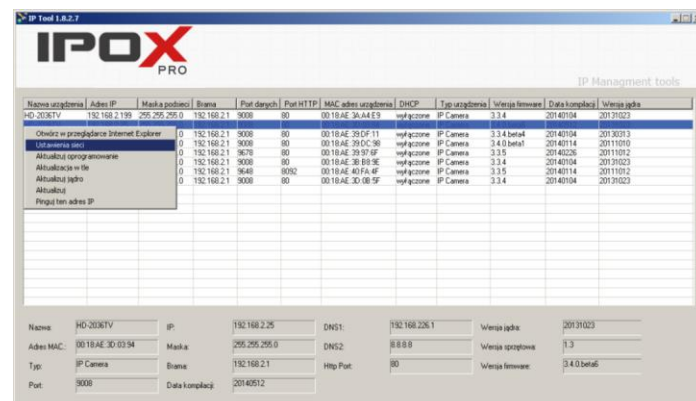 IP Tool 1.8.2.7
IPOX
PRO
IP Managment tools
Nazwa urządzenia Adres IP Maska podsieci Brama Port danych Port HTTP MAC adres urządzenia DHCP Typ urządzenia Wersja firmware Data kompilacji Wersja jądra
HD-2036TV 192.168.2.199 255.255.255.0 192.168.2.1 9008 80 00:18:AE:3A:A4:E9 wyłączone IP Camera 3.3.4 20140104 20131023
Otwórz w przeglądarce Internet Explorer .0 192.168.2.1 9008 80 00:18:AE:39:DF:11 wyłączone IP Camera 3.3.4.beta4 20140313 20130313
Ustawienia sieci .0 192.168.2.1 9008 80 00:18:AE:39:DC:98 wyłączone IP Camera 3.4.0.beta1 20140114 20111010
Aktualizuj oprogramowanie .0 192.168.2.1 9678 80 00:18:AE:39:97:6F wyłączone IP Camera 3.3.5 20140226 20111012
Aktualizacja w tle .0 192.168.2.1 9008 80 00:18:AE:3B:B8:9E wyłączone IP Camera 3.3.4 20140104 20131023
Aktualizuj jądro .0 192.168.2.1 9648 8092 00:18:AE:40:FA:4F wyłączone IP Camera 3.3.5 20140114 20111012
Aktualizuj .0 192.168.2.1 9008 80 00:18:AE:3D:0B:5F wyłączone IP Camera 3.3.4 20140104 20131023
Pinguj ten adres IP
Nazwa: HD-2036TV IP: 192.168.2.25 DNS1: 192.168.226.1 Wersja jądra: 20131023
Adres MAC.: 00:18:AE:3D:03:94 Maska: 255.255.255.0 DNS2: 8.8.8.8 Wersja sprzętowa: 1.3
Typ: IP Camera Brama: 192.168.2.1 Http Port: 80 Wersja firmware: 3.4.0.beta6
Port: 9008 Data kompilacji: 20140512